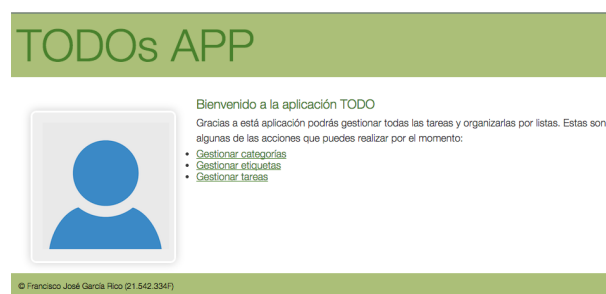 TODOs APP
Bienvenido a la aplicación TODO
Gracias a está aplicación podrás gestionar todas las tareas y organizarlas por listas. Estas son
algunas de las acciones que puedes realizar por el momento:
• Gestionar categorías
• Gestionar etiquetas
• Gestionar tareas
© Francisco José García Rico (21.542.334F)